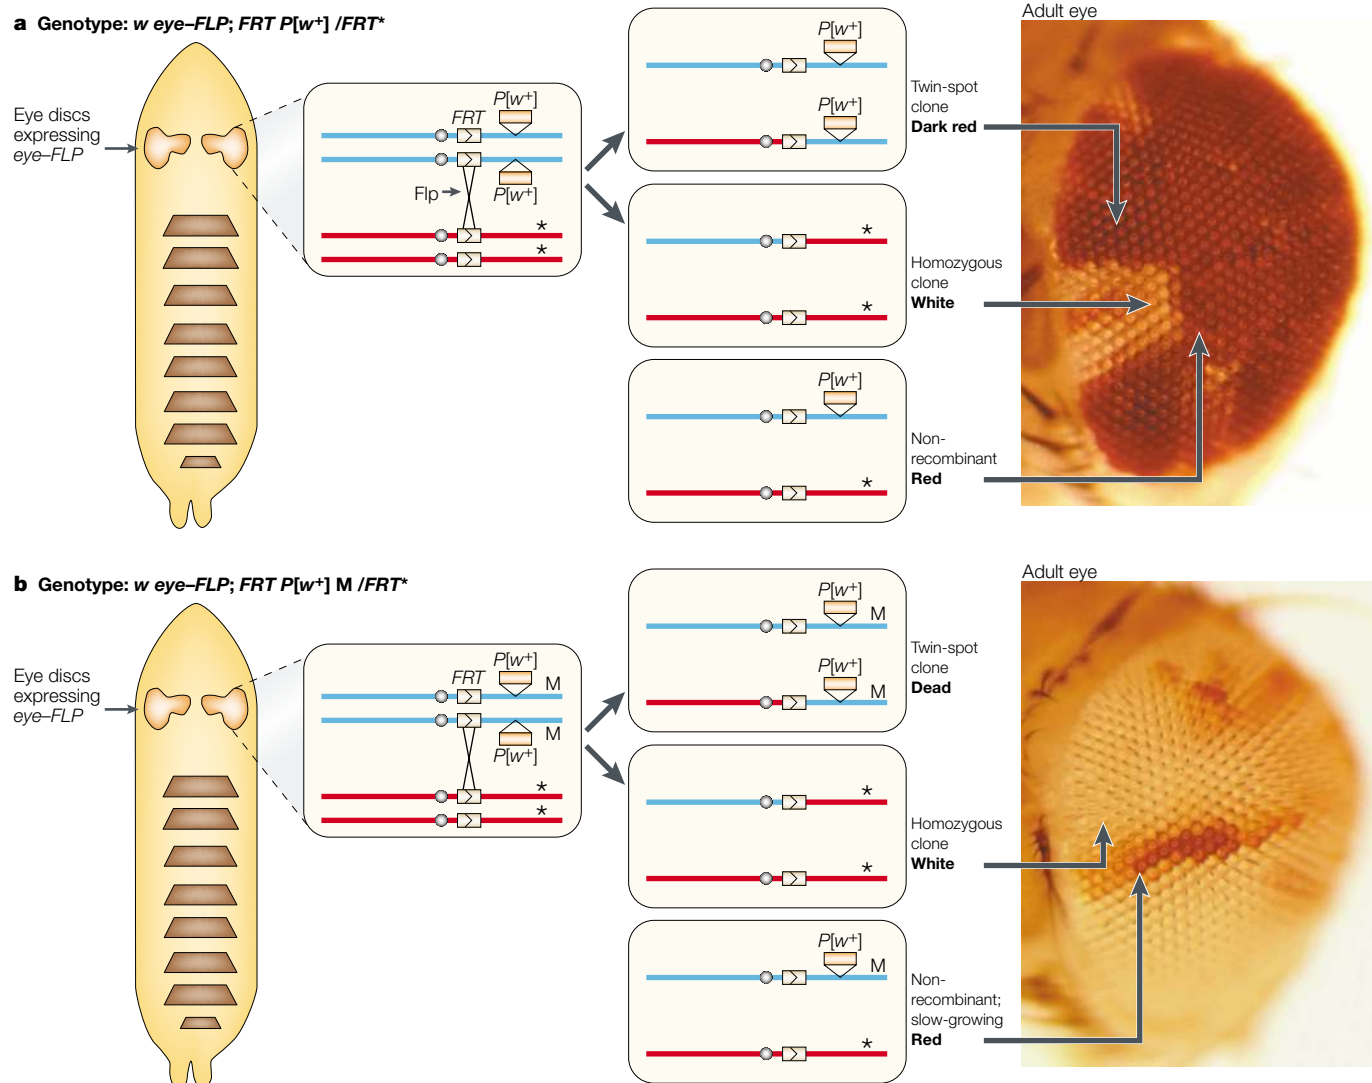 a Genotype: w eye–FLP; FRT P[w+] /FRT*
Adult eye
Eye discs
expressing
eye–FLP
FRT
P[w+]
P[w+]
Flp
*
*
P[w+]
P[w+]
Twin-spot
clone
Dark red
*
*
Homozygous
clone
White
P[w+]
*
Non-
recombinant
Red
b Genotype: w eye–FLP; FRT P[w+] M /FRT*
Adult eye
Eye discs
expressing
eye–FLP
FRT
P[w+]
M
M
P[w+]
*
*
P[w+]
M
P[w+]
M
Twin-spot
clone
Dead
*
*
Homozygous
clone
White
P[w+]
M
*
Non-
recombinant;
slow-growing
Red